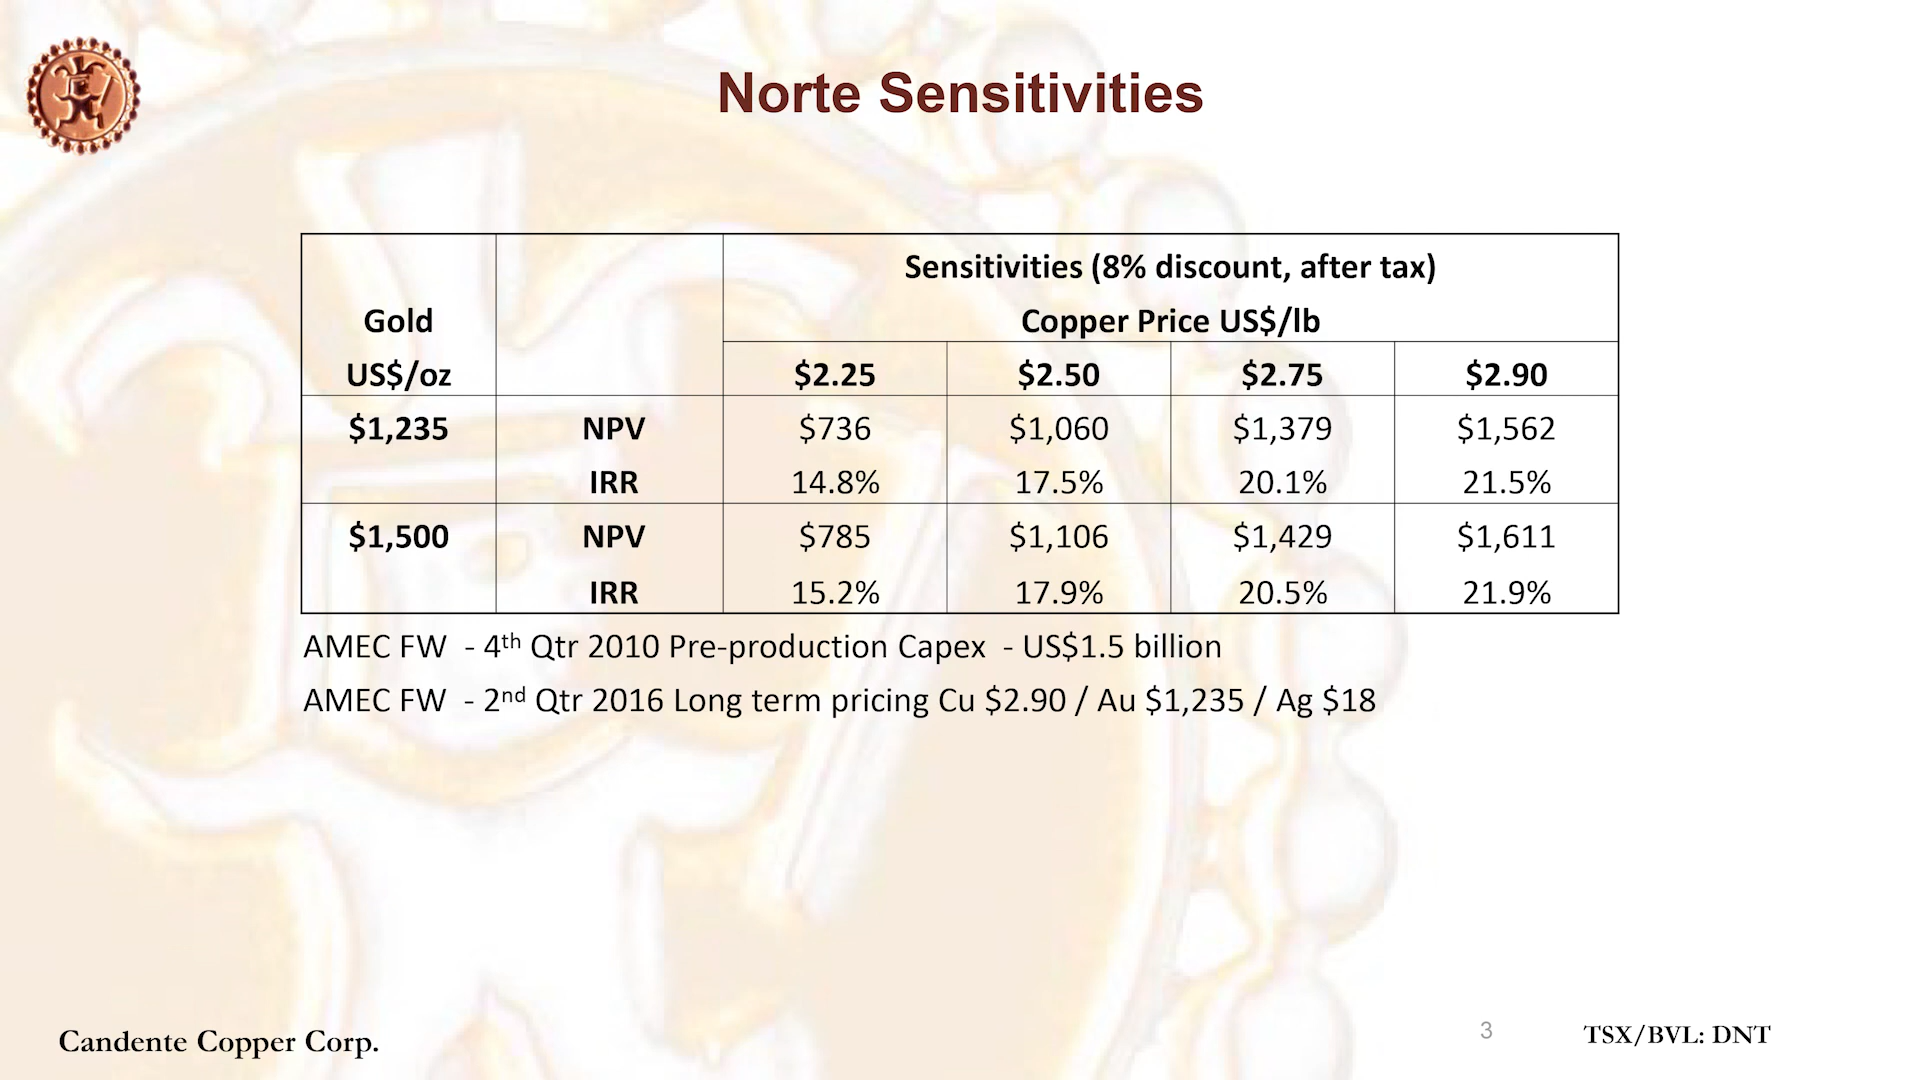 Norte Sensitivities
Sensitivities (8% discount, after tax)
Gold Copper Price US$/lb
US$/oz $2.25 $2.50 $2.75 $2.90
$1,235 NPV $736 $1,060 $1,379 $1,562
IRR 14.8% 17.5% 20.1% 21.5%
$1,500 NPV $785 $1,106 $1,429 $1,611
IRR 15.2% 17.9% 20.5% 21.9%
AMEC FW - 4th Qtr 2010 Pre-production Capex - US$1.5 billion
AMEC FW - 2nd Qtr 2016 Long term pricing Cu $2.90 / Au $1,235 / Ag $18
Candente Copper Corp. 3 TSX/BVL: DNT